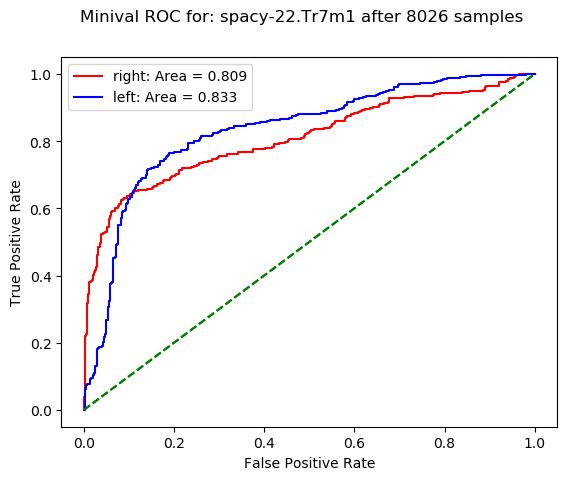 Minival ROC for: spacy-22.Tr7m1 after 8026 samples
right: Area = 0.809
left: Area = 0.833
1.0
0.8
0.6
0.4
0.2
0.0
True Positive Rate
0.0 0.2 0.4 0.6 0.8 1.0
False Positive Rate